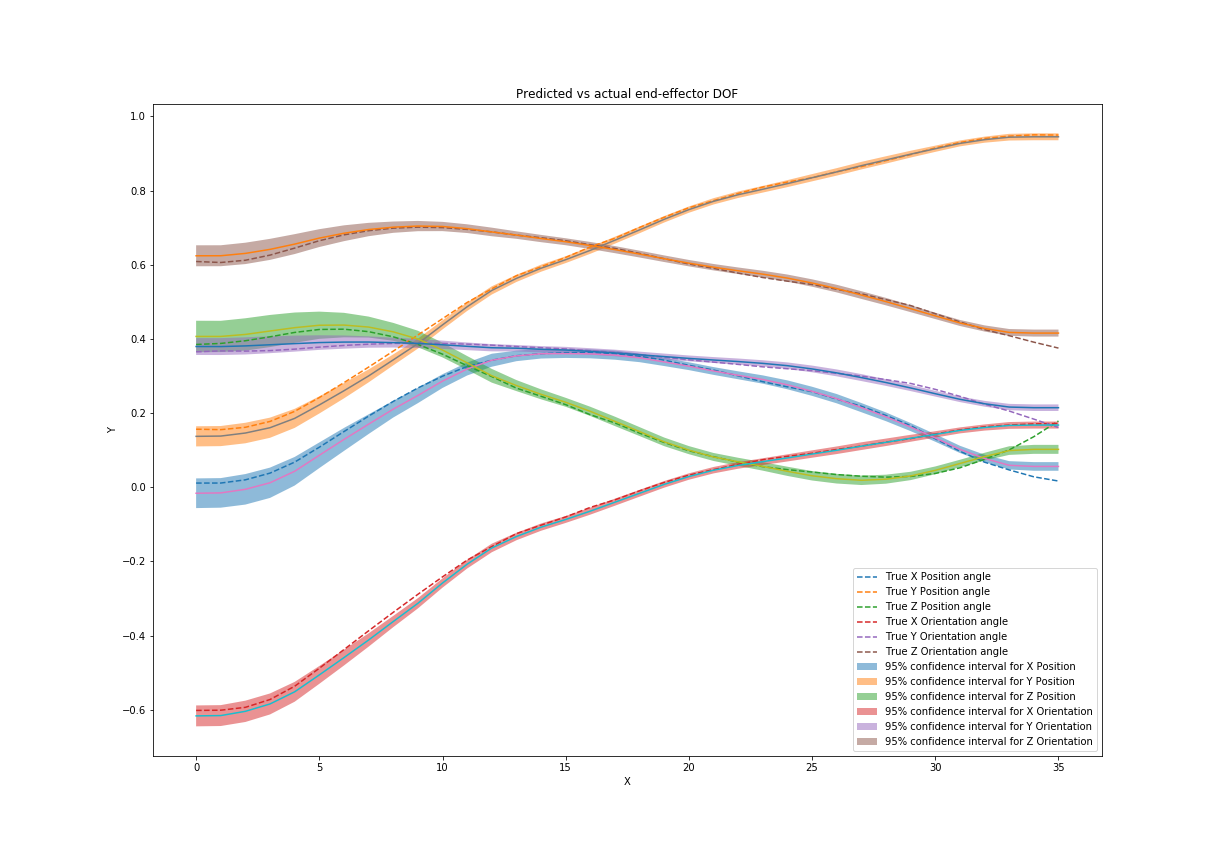 Predicted vs actual end-effector DOF
1.0
0.8
0.6
0.4
0.2
0.0
−0.2
−0.4
−0.6
Y
0 5 10 15 20 25 30 35
X
True X Position angle
True Y Position angle
True Z Position angle
True X Orientation angle
True Y Orientation angle
True Z Orientation angle
95% confidence interval for X Position
95% confidence interval for Y Position
95% confidence interval for Z Position
95% confidence interval for X Orientation
95% confidence interval for Y Orientation
95% confidence interval for Z Orientation